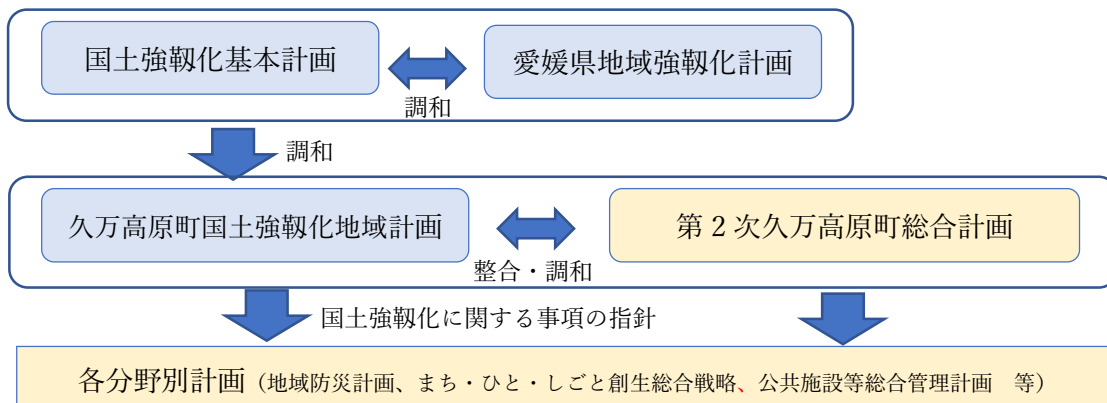 国土強靱化基本計画
愛媛県地域強靱化計画
調和
調和
久万高原町国土強靱化地域計画
第２次久万高原町総合計画
整合・調和
国土強靱化に関する事項の指針
各分野別計画（地域防災計画、まち・ひと・しごと創生総合戦略、公共施設等総合管理計画　等）